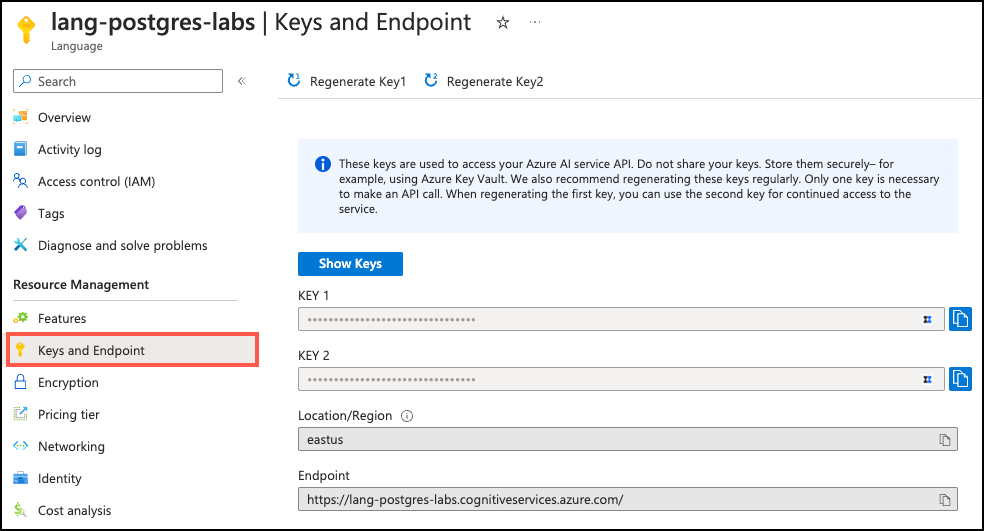 lang-postgres-labs | Keys and Endpoint
Language
Search
Overview
Activity log
Access control (IAM)
Tags
Diagnose and solve problems
Resource Management
Features
Keys and Endpoint
Encryption
Pricing tier
Networking
Identity
Cost analysis
Regenerate Key1
Regenerate Key2
These keys are used to access your Azure AI service API. Do not share your keys. Store them securely– for
example, using Azure Key Vault. We also recommend regenerating these keys regularly. Only one key is necessary
to make an API call. When regenerating the first key, you can use the second key for continued access to the
service.
Show Keys
KEY 1
••••••••••••••••••••••••••••••••
KEY 2
••••••••••••••••••••••••••••••••
Location/Region
eastus
Endpoint
https://lang-postgres-labs.cognitiveservices.azure.com/